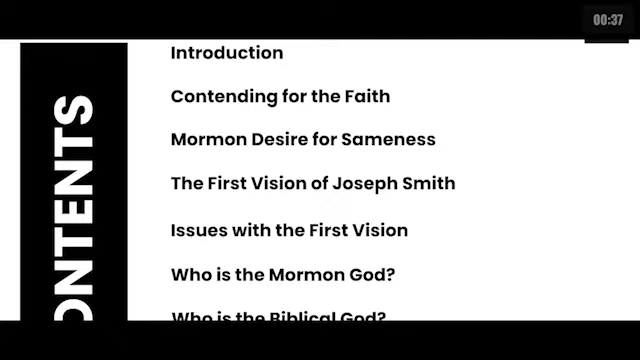 00:37
Introduction
Contending for the Faith
Mormon Desire for Sameness
The First Vision of Joseph Smith
Issues with the First Vision
Who is the Mormon God?
Who is the Biblical God?
ONTENTS